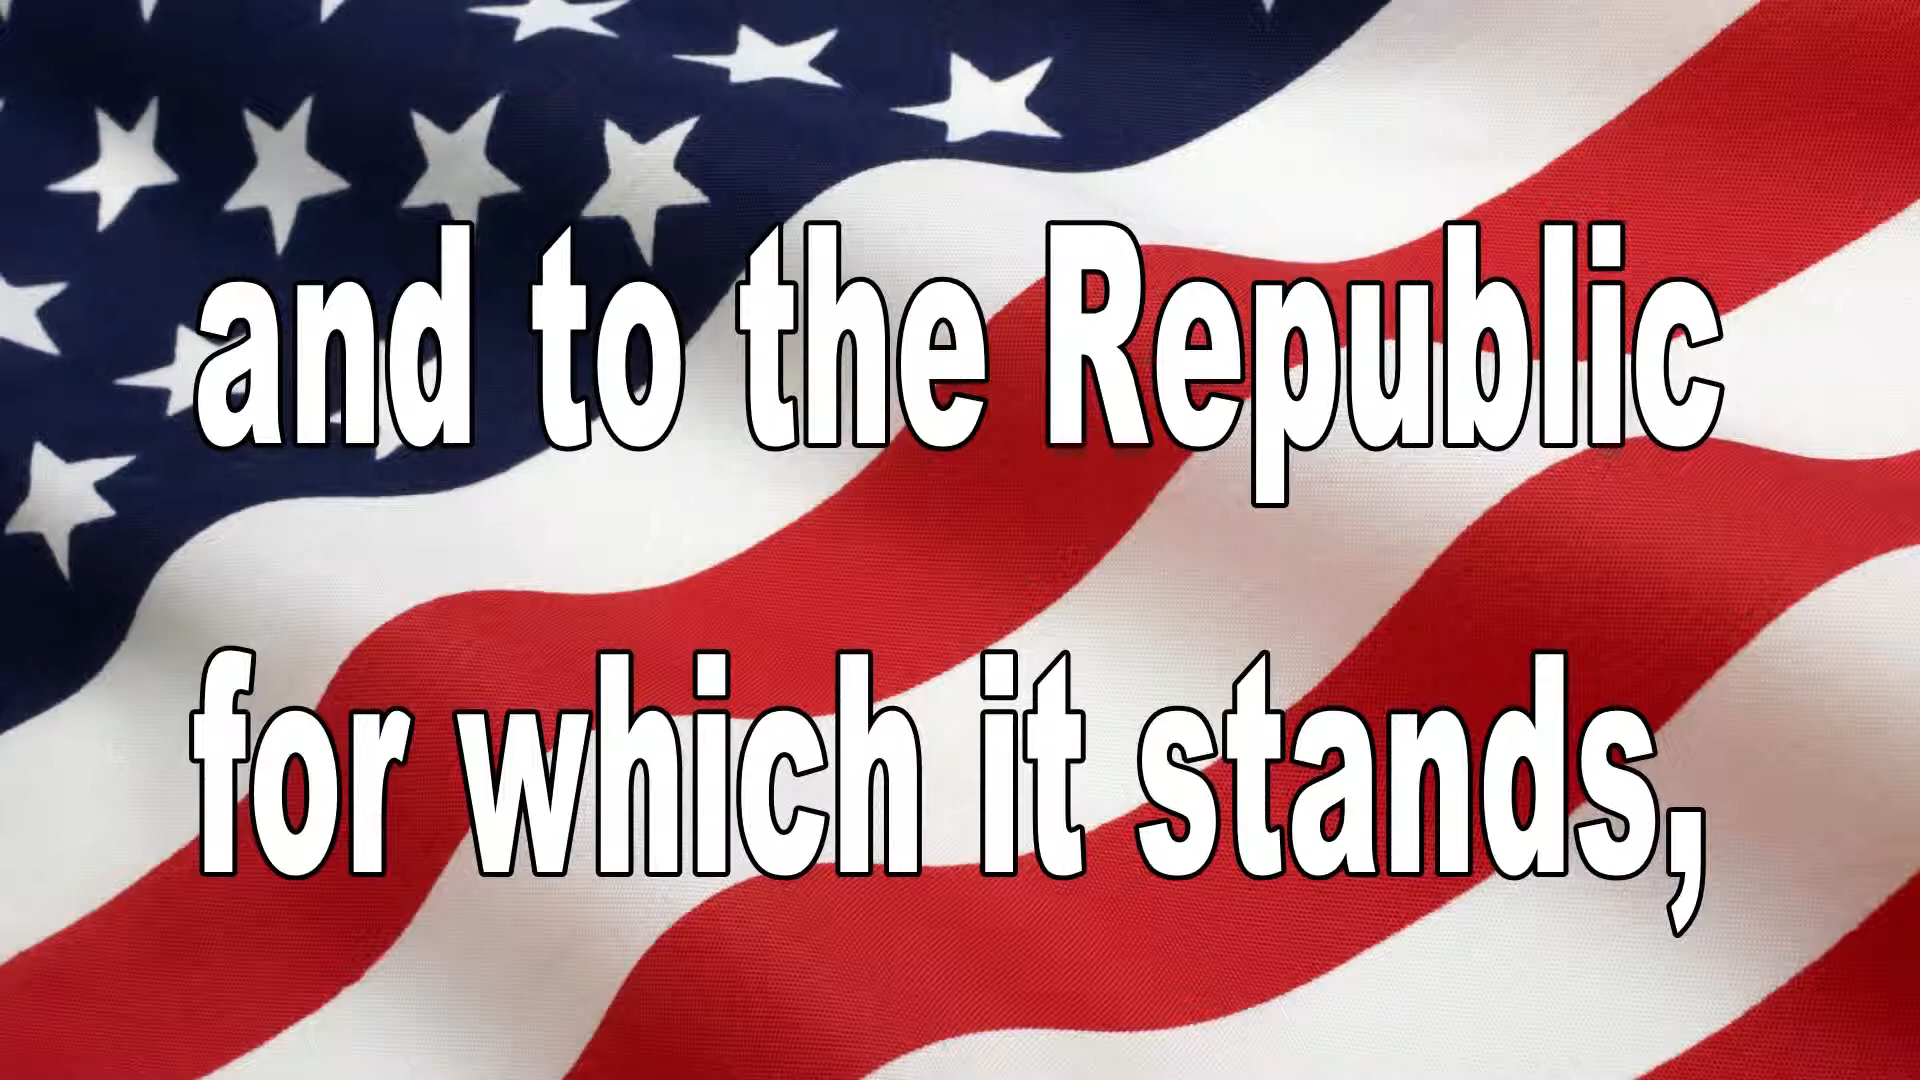 and to the Republic
for which it stands,